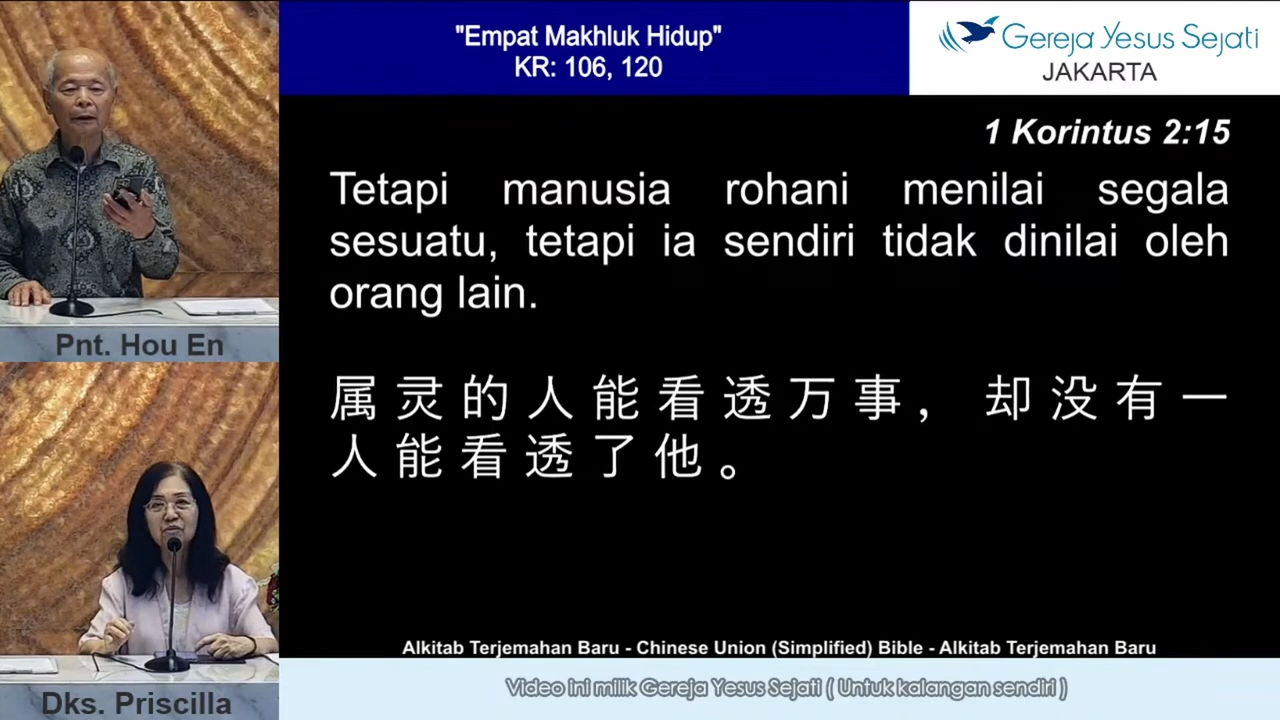 "Empat Makhluk Hidup"
KR: 106, 120
Gereja Yesus Sejati
JAKARTA
1 Korintus 2:15
Tetapi manusia rohani menilai segala
sesuatu, tetapi ia sendiri tidak dinilai oleh
orang lain.
属灵的人能看透万事，却没有一
人能看透了他。
Pnt. Hou En
Dks. Priscilla
Alkitab Terjemahan Baru - Chinese Union (Simplified) Bible - Alkitab Terjemahan Baru
Video ini milik Gereja Yesus Sejati ( Untuk kalangan sendiri )